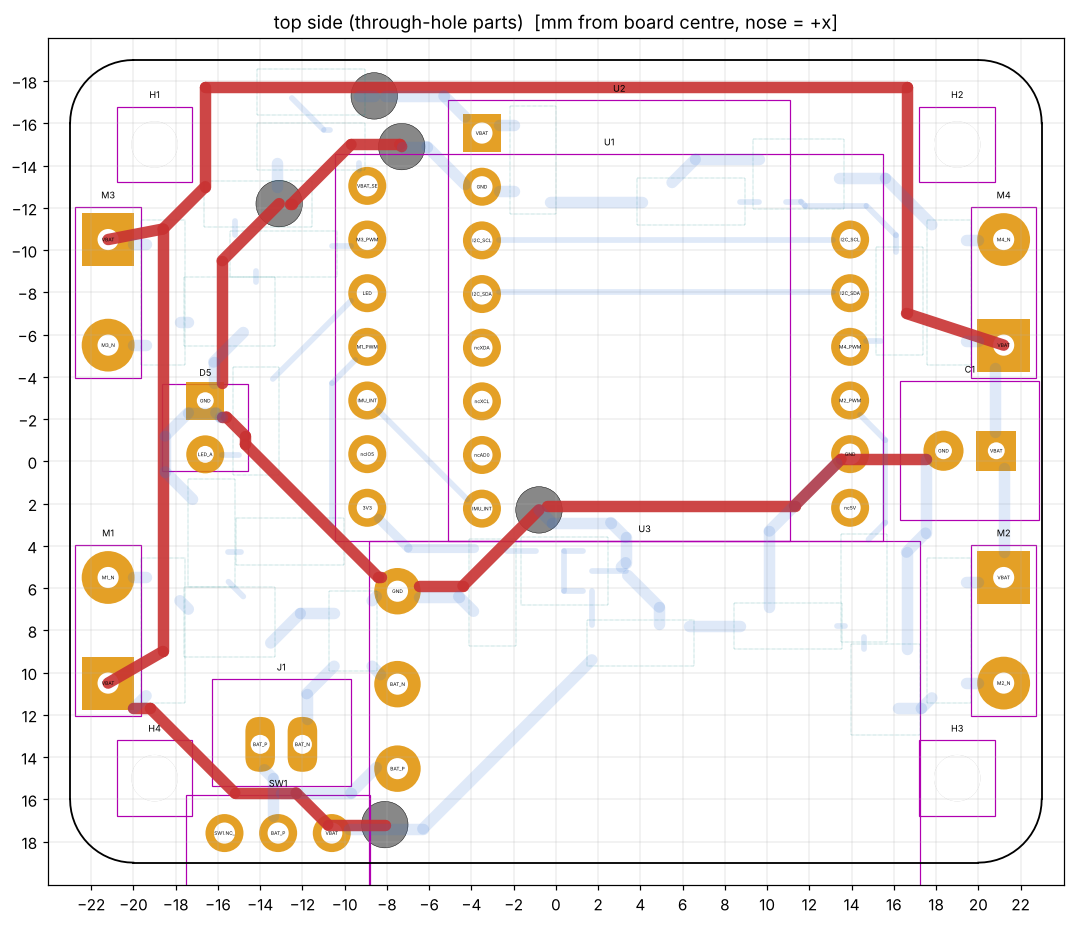 top side (through-hole parts)  [mm from board centre, nose = +x]
−18
−16
−14
−12
−10
−8
−6
−4
−2
0
2
4
6
8
10
12
14
16
18
−22 −20 −18 −16 −14 −12 −10 −8 −6 −4 −2 0 2 4 6 8 10 12 14 16 18 20 22
H1
U2
H2
U1
M3
M4
VBAT
M3_N
M4_N
VBAT
VBAT
GND
I2C_SCL
I2C_SDA
ncXDA
ncXCL
ncAD0
IMU_INT
VBAT_SE
M3_PWM
LED
M1_PWM
IMU_INT
ncIO5
3V3
I2C_SCL
I2C_SDA
M4_PWM
M2_PWM
GND
nc5V
D5
GND
LED_A
C1
GND
VBAT
U3
M1
M1_N
VBAT
M2
VBAT
M2_N
GND
BAT_N
BAT_P
J1
BAT_P
BAT_N
H4
H3
SW1
SW1.NC_
BAT_P
VBAT